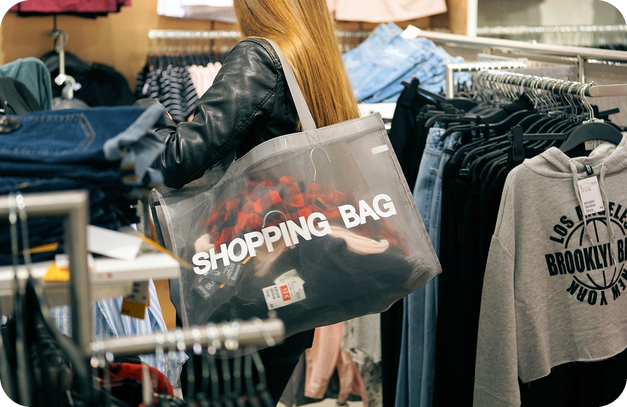 SHOPPING BAG
LOS ANGELES
BROOKLYN
NEW YORK